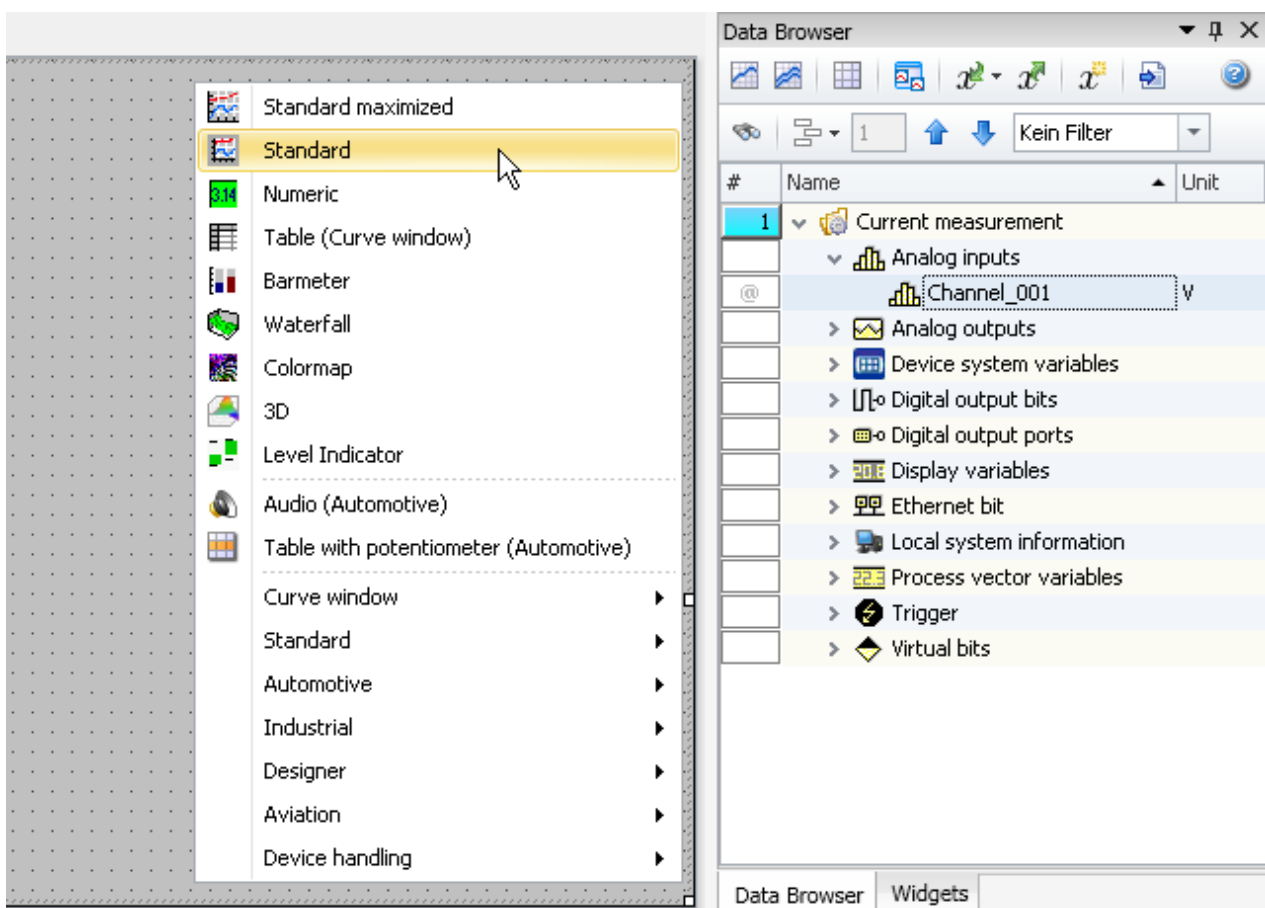 Standard maximized
Standard
3.14 Numeric
Table (Curve window)
Barmeter
Waterfall
Colormap
3D
Level Indicator
Audio (Automotive)
Table with potentiometer (Automotive)
Curve window
Standard
Automotive
Industrial
Designer
Aviation
Device handling
Data Browser
1 Kein Filter
# Name Unit
1 Current measurement
Analog inputs
@ Channel_001 V
Analog outputs
Device system variables
Digital output bits
Digital output ports
Display variables
Ethernet bit
Local system information
22.3 Process vector variables
Trigger
Virtual bits
Data Browser Widgets